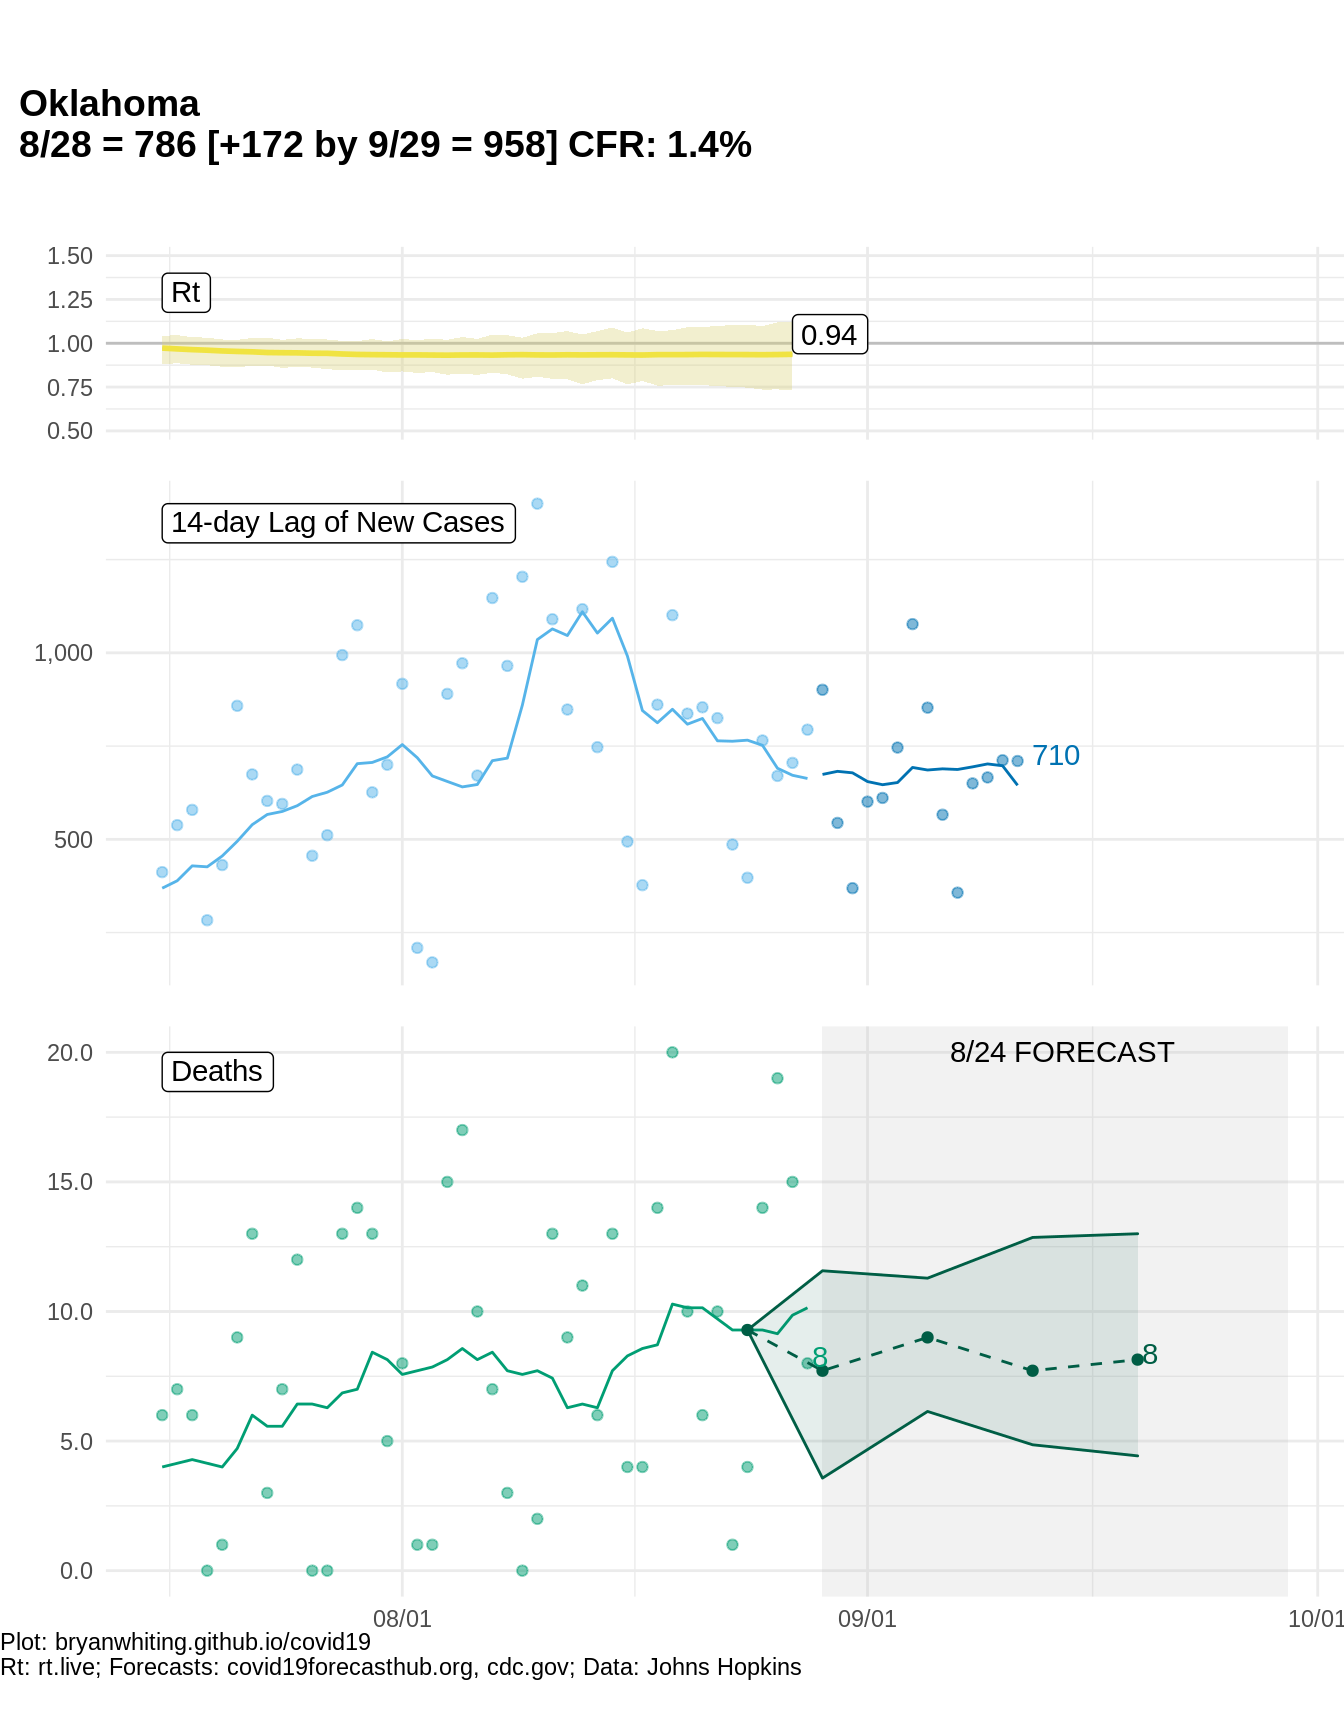 Oklahoma
8/28 = 786 [+172 by 9/29 = 958] CFR: 1.4%
1.50
Rt
1.25
0.94
1.00
0.75
0.50
14-day Lag of New Cases
1,000
710
500
20.0
8/24 FORECAST
Deaths
15.0
10.0
8
8
5.0
0.0
08/01
09/01
10/01
Plot: bryanwhiting.github.io/covid19
Rt: rt.live; Forecasts: covid19forecasthub.org, cdc.gov; Data: Johns Hopkins